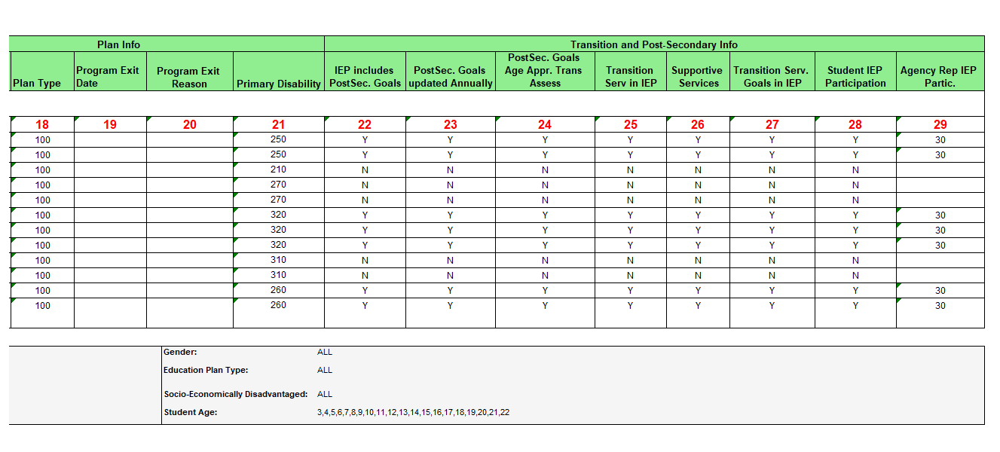 Plan Info Transition and Post-Secondary Info
Plan Type Program Exit Date Program Exit Reason Primary Disability IEP includes PostSec. Goals PostSec. Goals updated Annually PostSec. Goals Age Appr. Trans Assess Transition Serv in IEP Supportive Services Transition Serv. Goals in IEP Student IEP Participation Agency Rep IEP Partic.
18 19 20 21 22 23 24 25 26 27 28 29
100 250 Y Y Y Y Y Y Y 30
100 250 Y Y Y Y Y Y Y 30
100 210 N N N N N N N
100 270 N N N N N N N
100 270 N N N N N N N
100 320 Y Y Y Y Y Y Y 30
100 320 Y Y Y Y Y Y Y 30
100 320 Y Y Y Y Y Y Y 30
100 310 N N N N N N N
100 310 N N N N N N N
100 260 Y Y Y Y Y Y Y 30
100 260 Y Y Y Y Y Y Y 30
Gender: ALL
Education Plan Type: ALL
Socio-Economically Disadvantaged: ALL
Student Age: 3,4,5,6,7,8,9,10,11,12,13,14,15,16,17,18,19,20,21,22